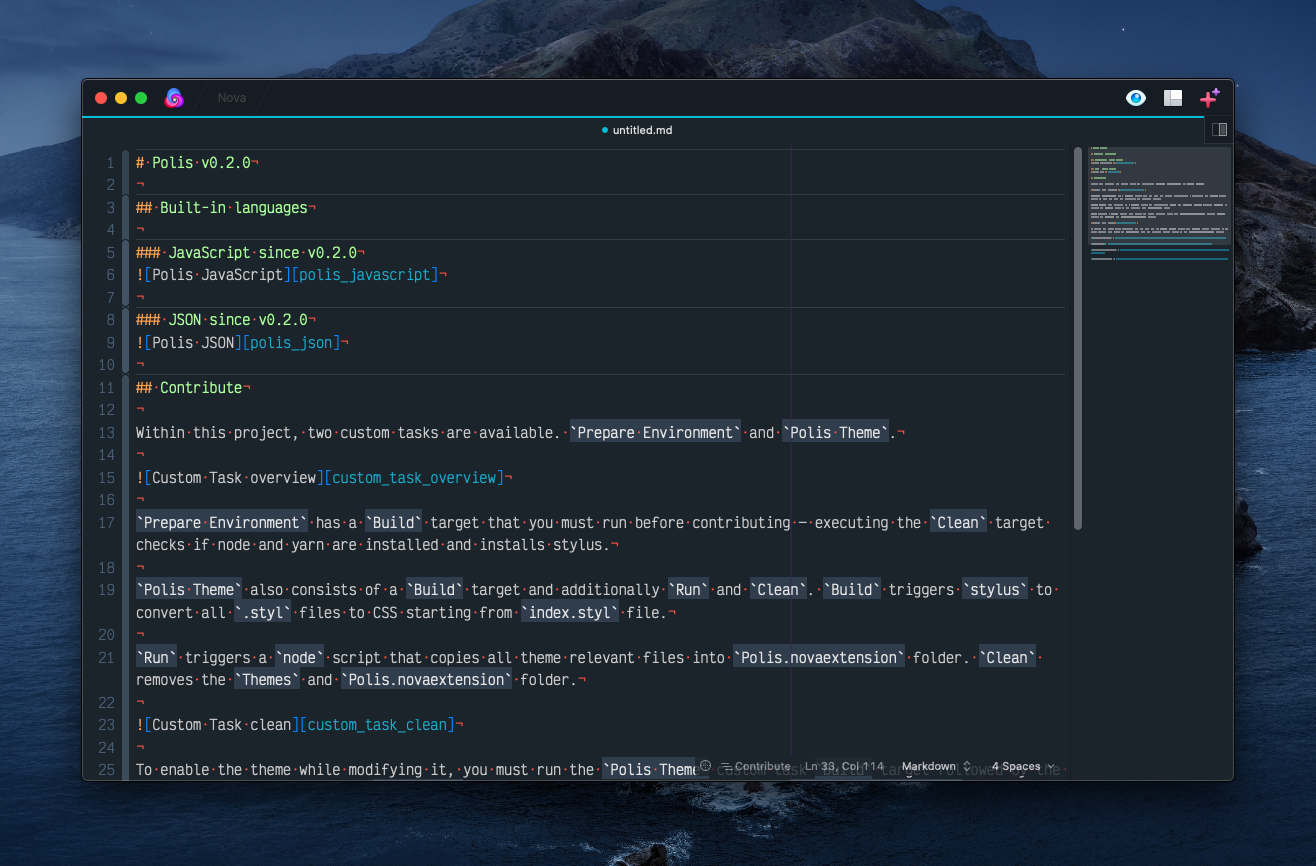 Nova
untitled.md
1 # Polis v0.2.0¬
2 ¬
3 ## Built-in languages¬
4 ¬
5 ### JavaScript since v0.2.0¬
6 ![Polis JavaScript][polis_javascript]¬
7 ¬
8 ### JSON since v0.2.0¬
9 ![Polis JSON][polis_json]¬
10 ¬
11 ## Contribute¬
12 ¬
13 Within this project, two custom tasks are available. `Prepare Environment` and `Polis Theme`.¬
14 ¬
15 ![Custom Task overview][custom_task_overview]¬
16 ¬
17 `Prepare Environment` has a `Build` target that you must run before contributing – executing the `Clean` target
checks if node and yarn are installed and installs stylus.¬
18 ¬
19 `Polis Theme` also consists of a `Build` target and additionally `Run` and `Clean`. `Build` triggers `stylus` to
convert all `.styl` files to CSS starting from `index.styl` file.¬
20 ¬
21 `Run` triggers a `node` script that copies all theme relevant files into `Polis.novaextension` folder. `Clean`
removes the `Themes` and `Polis.novaextension` folder.¬
22 ¬
23 ![Custom Task clean][custom_task_clean]¬
24 ¬
25 To enable the theme while modifying it, you must run the `Polis Theme custom task `Build` target followed by the
Contribute Ln 33, Col 114 Markdown 4 Spaces